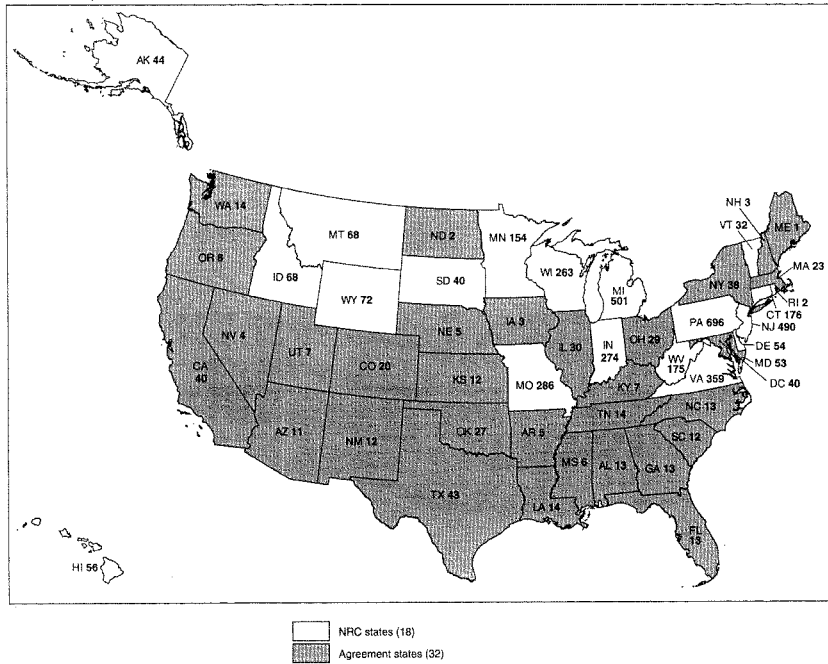 AK 44
WA 14
MT 68
ND 2
MN 154
NH 3
VT 32
ME 1
OR 6
ID 68
WY 72
SD 40
WI 263
MI
501
NY 38
MA 23
RI 2
CT 176
NJ 490
PA 696
DE 54
MD 53
DC 40
NV 4
UT 7
CO 20
NE 5
IA 3
IL 30
IN
274
OH 29
WV
175
VA 359
CA
40
KS 12
MO 286
KY 7
AZ 11
NM 12
OK 27
AR 5
TN 14
NC 13
SC 12
TX 43
LA 14
MS 6
AL 13
GA 13
FL
13
HI 56
NRC states (18)
Agreement states (32)